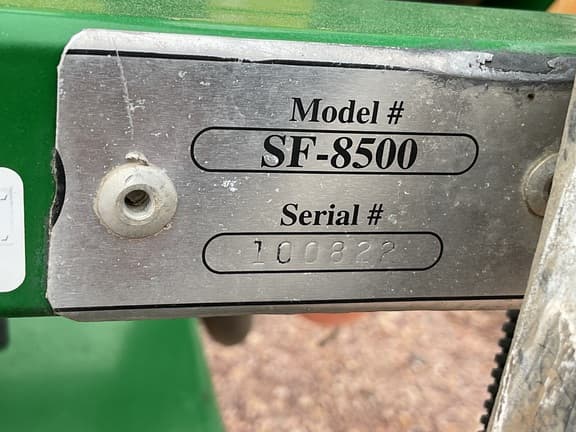 Model #
SF-8500
Serial #
100822